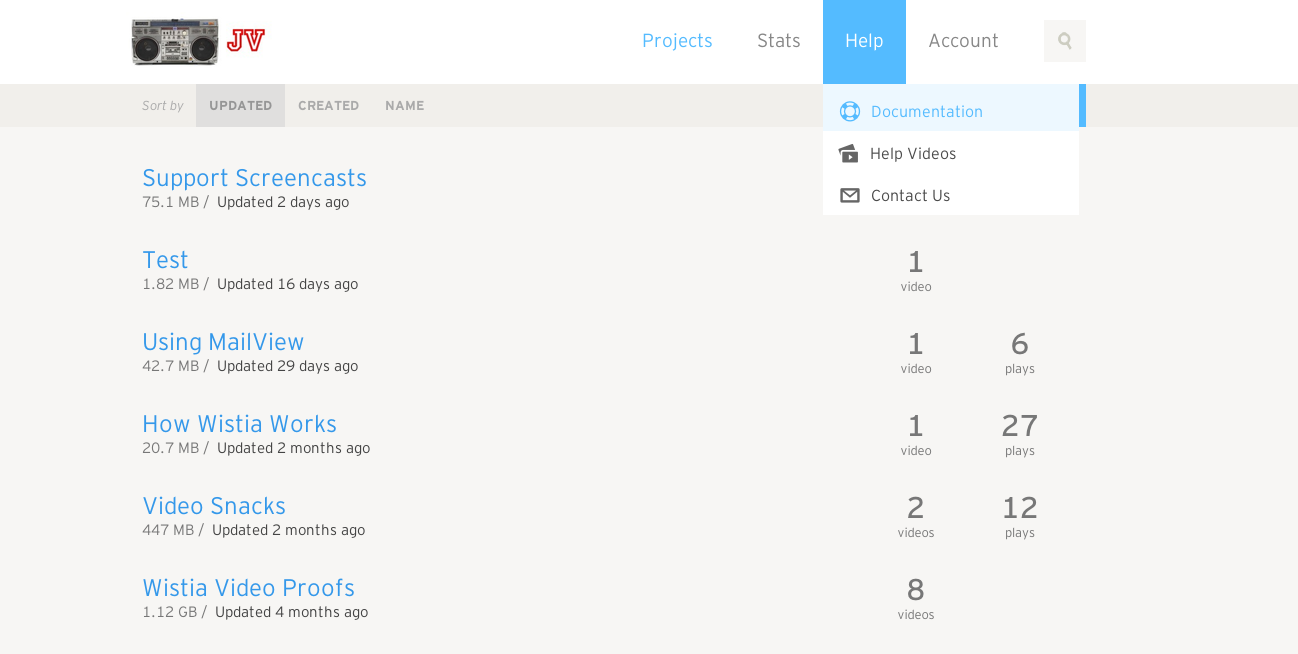 JV
Projects Stats Help Account
Sort by UPDATED CREATED NAME
Documentation
Help Videos
Contact Us
Support Screencasts
75.1 MB / Updated 2 days ago
Test
1.82 MB / Updated 16 days ago
1
video
Using MailView
42.7 MB / Updated 29 days ago
1
video
6
plays
How Wistia Works
20.7 MB / Updated 2 months ago
1
video
27
plays
Video Snacks
447 MB / Updated 2 months ago
2
videos
12
plays
Wistia Video Proofs
1.12 GB / Updated 4 months ago
8
videos